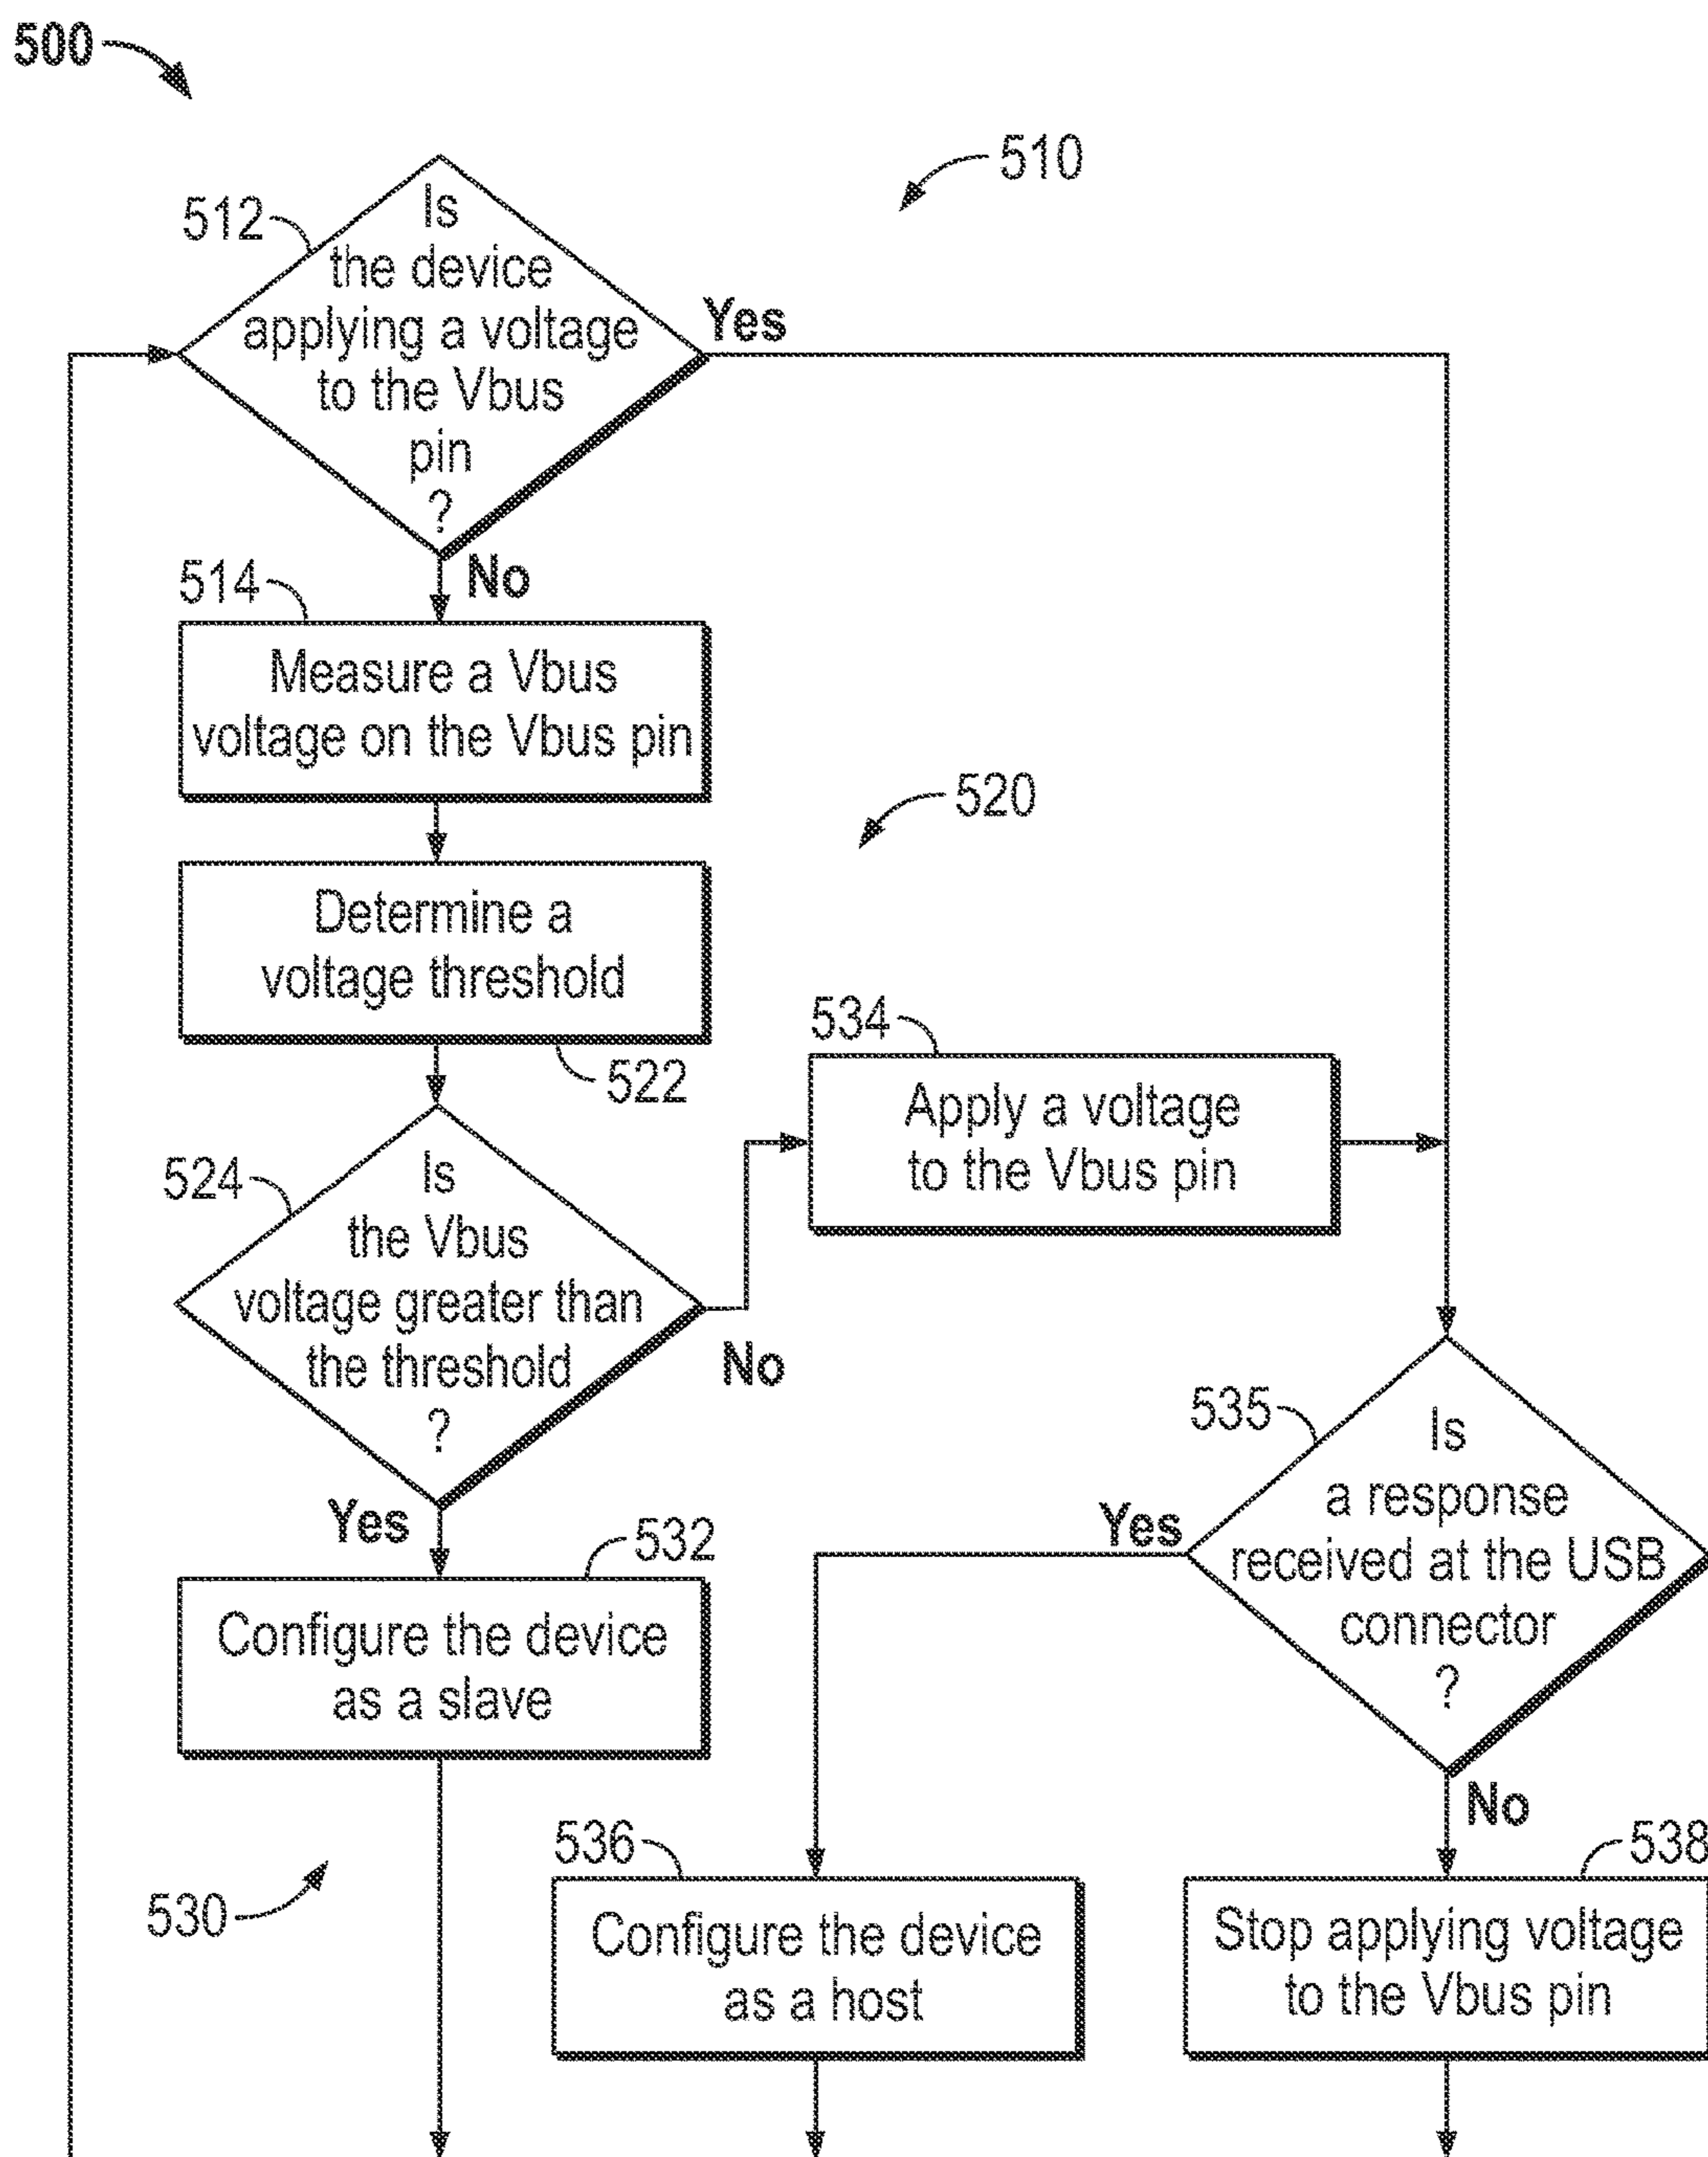 500
510
512
Is
the device
applying a voltage
to the Vbus
pin
?
Yes
No
514
Measure a Vbus
voltage on the Vbus pin
520
Determine a
voltage threshold
522
534
Apply a voltage
to the Vbus pin
524
Is
the Vbus
voltage greater than
the threshold
?
No
Yes
535
Is
a response
received at the USB
connector
?
Yes
No
532
Configure the device
as a slave
530
536
Configure the device
as a host
538
Stop applying voltage
to the Vbus pin